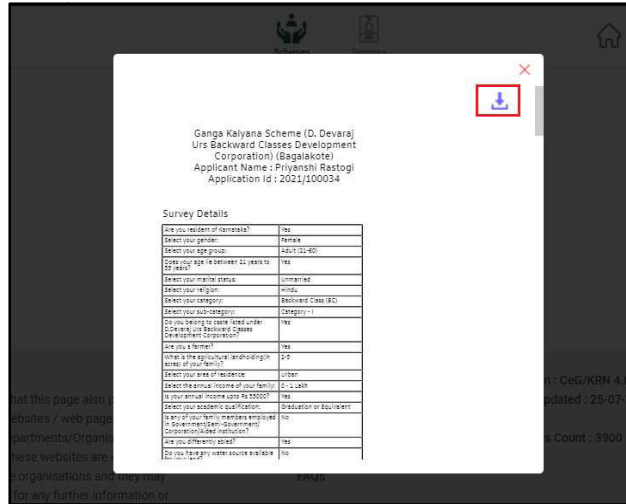 Schemes
Services
Ganga Kalyana Scheme (D. Devaraj
Urs Backward Classes Development
Corporation) (Bagalakote)
Applicant Name : Priyanshi Rastogi
Application Id : 2021/100034
Survey Details
Are you resident of Karnataka? Yes
Select your gender: Female
Select your age group: Adult (21-60)
Does your age lie between 21 years to Yes
55 years?
Select your marital status: Unmarried
Select your religion: Hindu
Select your category: Backward Class (BC)
Select your sub-category: Category - I
Do you belong to caste listed under Yes
D.Devaraj Urs Backward Classes
Development Corporation?
Are you a farmer? Yes
What is the agricultural landholding(in 2-5
acres) of your family?
Select your area of residence: Urban
Select the annual income of your family: 0 - 1 Lakh
Is your annual income upto Rs 55000? Yes
Select your academic qualification: Graduation or Equivalent
Is any of your family members employed No
in Government/Semi-Government/
Corporation/Aided institution?
Are you differently abled? Yes
Do you have any water source available No
n : CeG/KRN 4.0
hat this page also p
pdated : 25-07-
ebsites / web page
partments/Organis
s Count : 3900
hese websites are
e organisations and they may
FAQs
for any further information or